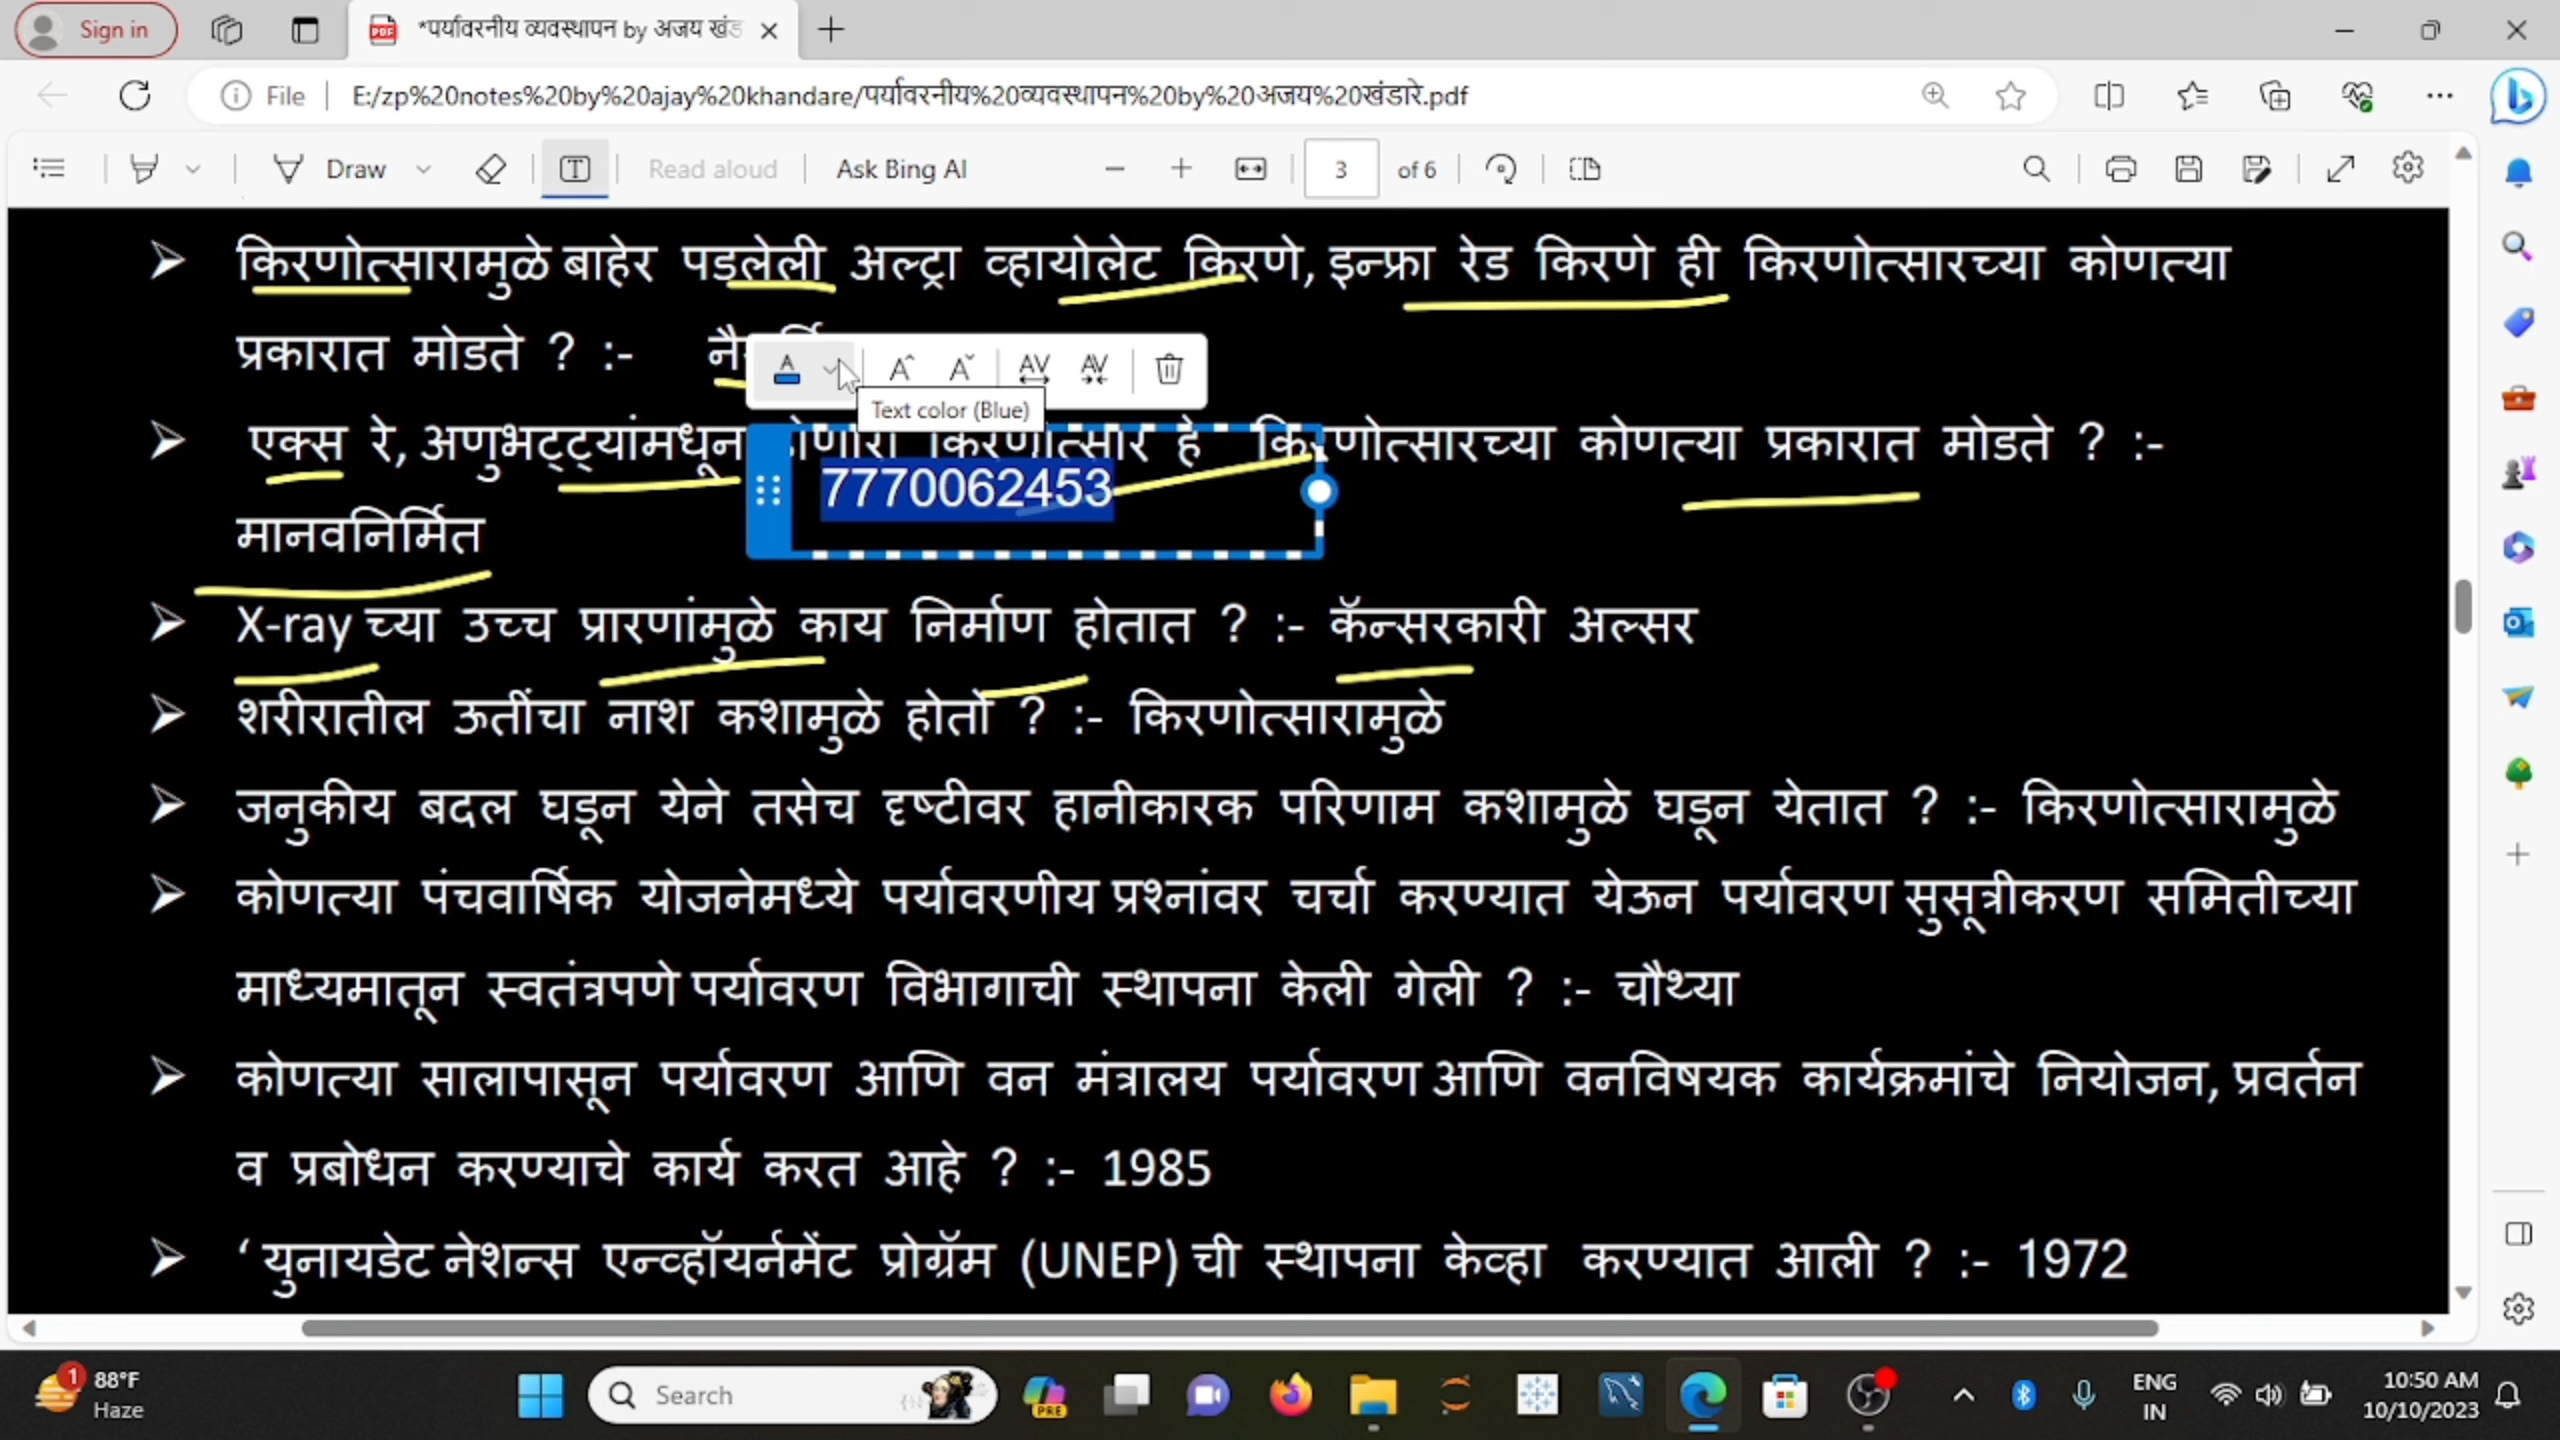 Sign in
*पर्यावरनीय व्यवस्थापन by अजय खंड
File
E:/zp%20notes%20by%20ajay%20khandare/पर्यावरनीय%20व्यवस्थापन%20by%20अजय%20खंडारे.pdf
Draw
Read aloud
Ask Bing AI
3
of 6
किरणोत्सारामुळे बाहेर पडलेली अल्ट्रा व्हायोलेट किरणे, इन्फ्रा रेड किरणे ही किरणोत्सारच्या कोणत्या
प्रकारात मोडते ? :-
Text color (Blue)
एक्स रे, अणुभट्ट्यांमधून होणारा किरणोत्सार हे किरणोत्सारच्या कोणत्या प्रकारात मोडते ? :-
7770062453
मानवनिर्मित
X-ray च्या उच्च प्रारणांमुळे काय निर्माण होतात ? :- कॅन्सरकारी अल्सर
शरीरातील ऊतींचा नाश कशामुळे होतो ? :- किरणोत्सारामुळे
जनुकीय बदल घडून येने तसेच दृष्टीवर हानीकारक परिणाम कशामुळे घडून येतात ? :- किरणोत्सारामुळे
कोणत्या पंचवार्षिक योजनेमध्ये पर्यावरणीय प्रश्नांवर चर्चा करण्यात येऊन पर्यावरण सुसूत्रीकरण समितीच्या
माध्यमातून स्वतंत्रपणे पर्यावरण विभागाची स्थापना केली गेली ? :- चौथ्या
कोणत्या सालापासून पर्यावरण आणि वन मंत्रालय पर्यावरण आणि वनविषयक कार्यक्रमांचे नियोजन, प्रवर्तन
व प्रबोधन करण्याचे कार्य करत आहे ? :- 1985
‘ युनायडेट नेशन्स एन्व्हॉयर्नमेंट प्रोग्रॅम (UNEP) ची स्थापना केव्हा करण्यात आली ? :- 1972
1
88°F
Haze
Search
PRE
ENG
IN
10:50 AM
10/10/2023